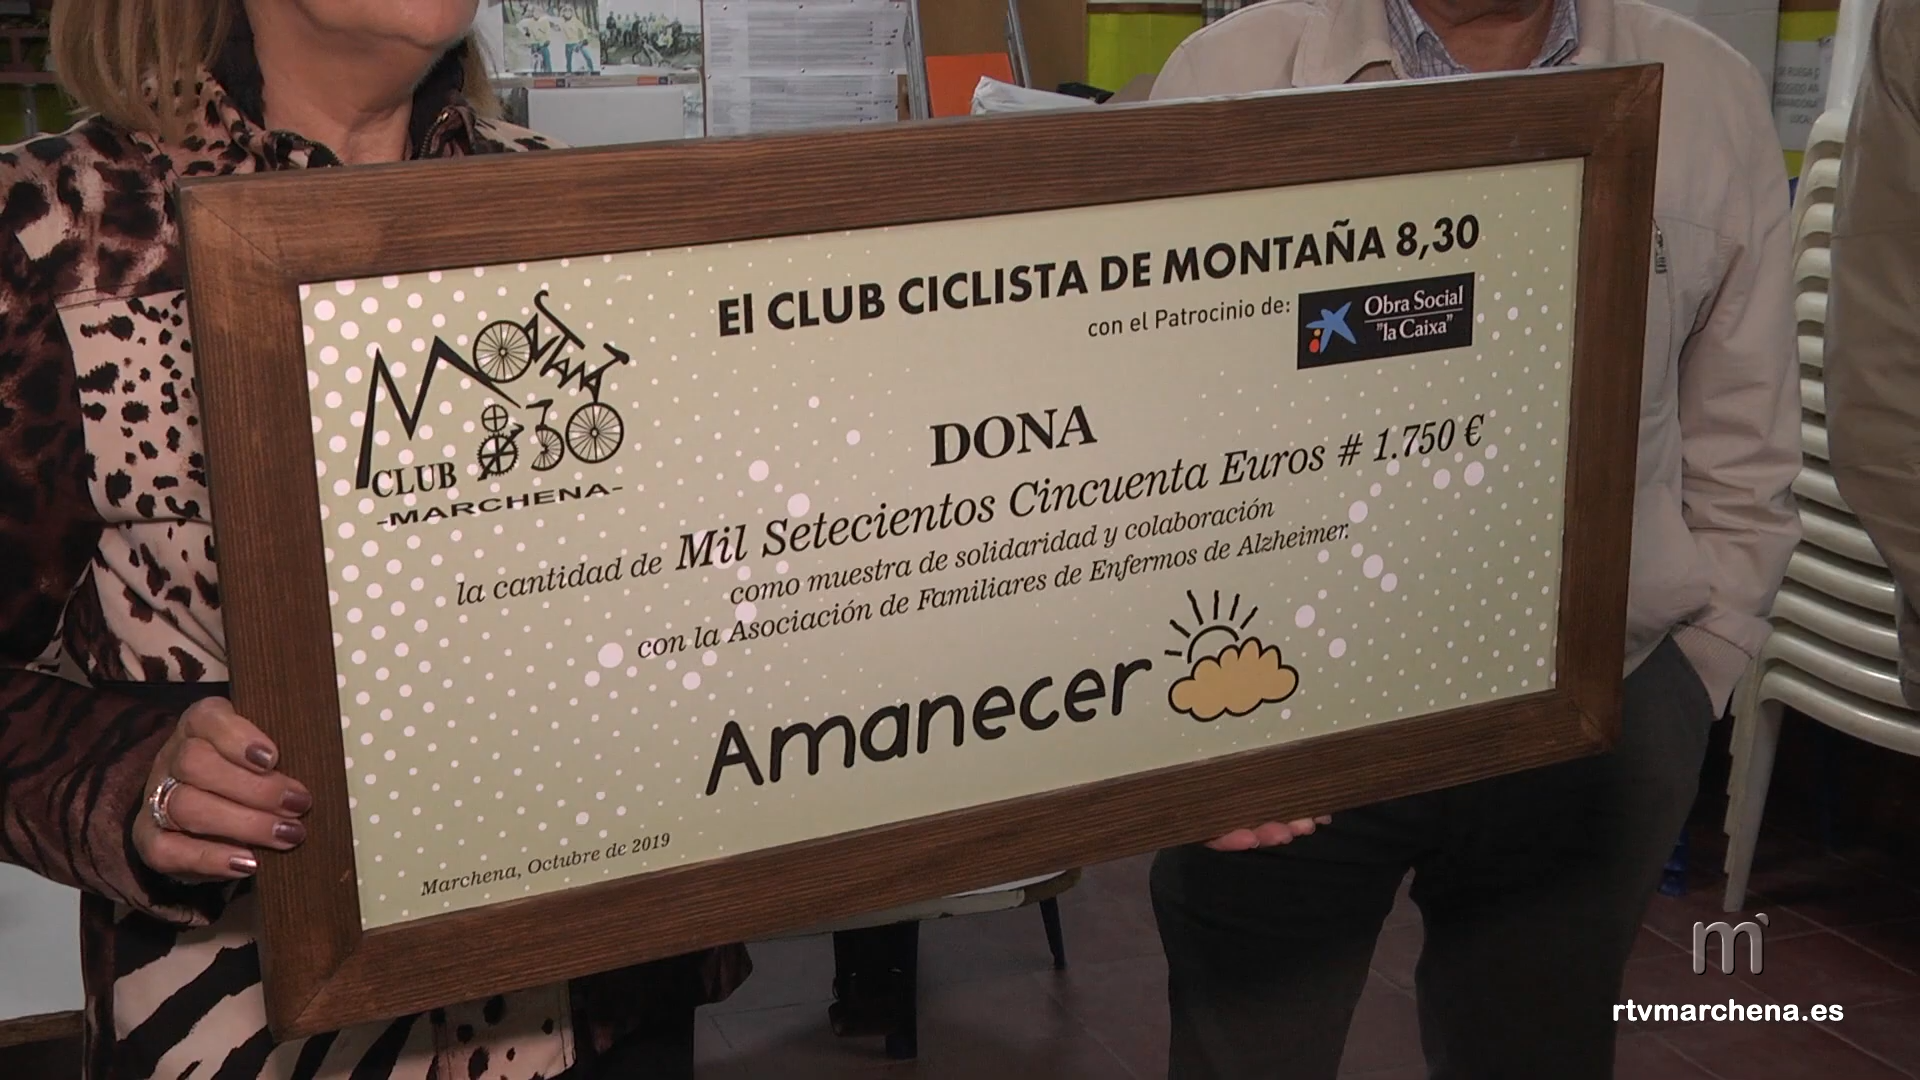 El CLUB CICLISTA DE MONTAÑA 8,30
con el Patrocinio de:
Obra Social
"la Caixa"
MONTAÑA
CLUB 830
-MARCHENA-
DONA
la cantidad de Mil Setecientos Cincuenta Euros # 1.750 €
como muestra de solidaridad y colaboración
con la Asociación de Familiares de Enfermos de Alzheimer.
Amanecer
Marchena, Octubre de 2019
m
rtvmarchena.es